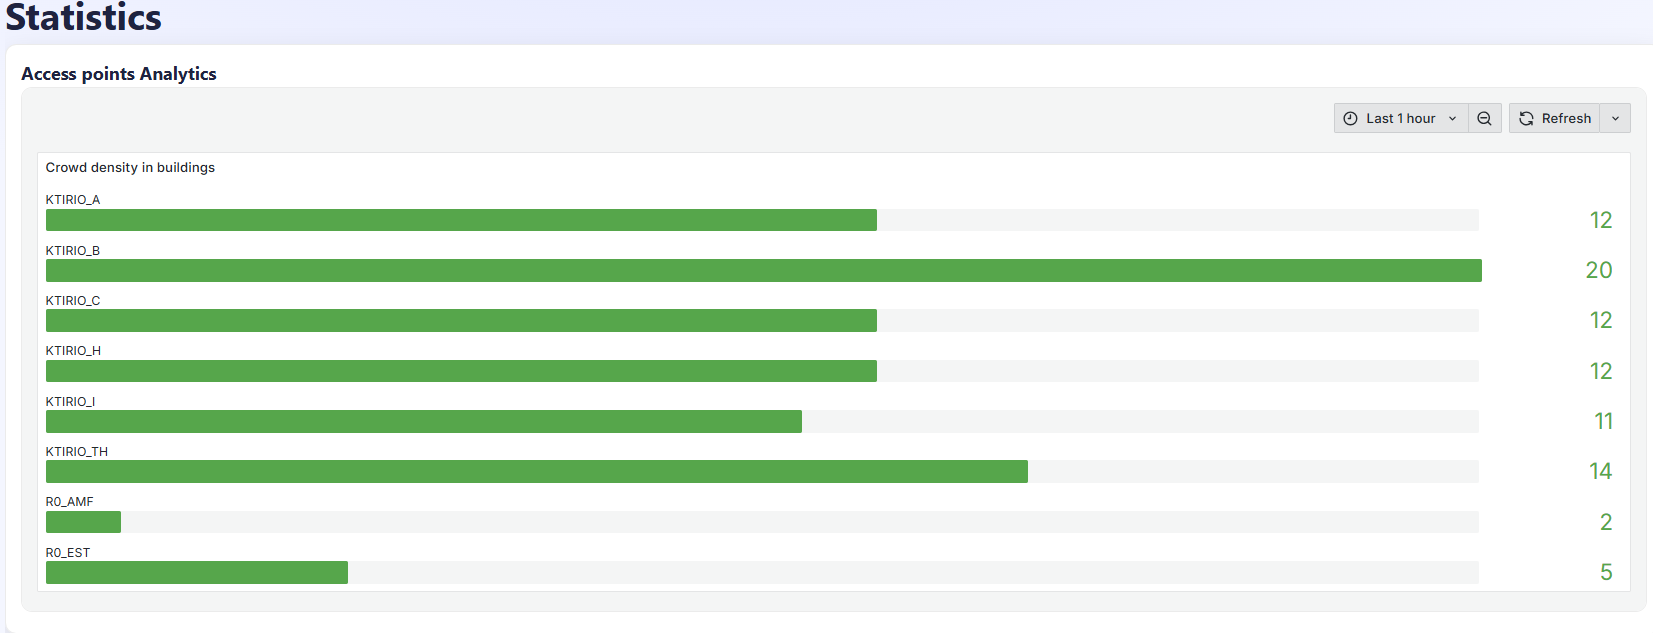 Statistics
Access points Analytics
Last 1 hour
Refresh
Crowd density in buildings
KTIRIO_A
12
KTIRIO_B
20
KTIRIO_C
12
KTIRIO_H
12
KTIRIO_I
11
KTIRIO_TH
14
R0_AMF
2
R0_EST
5